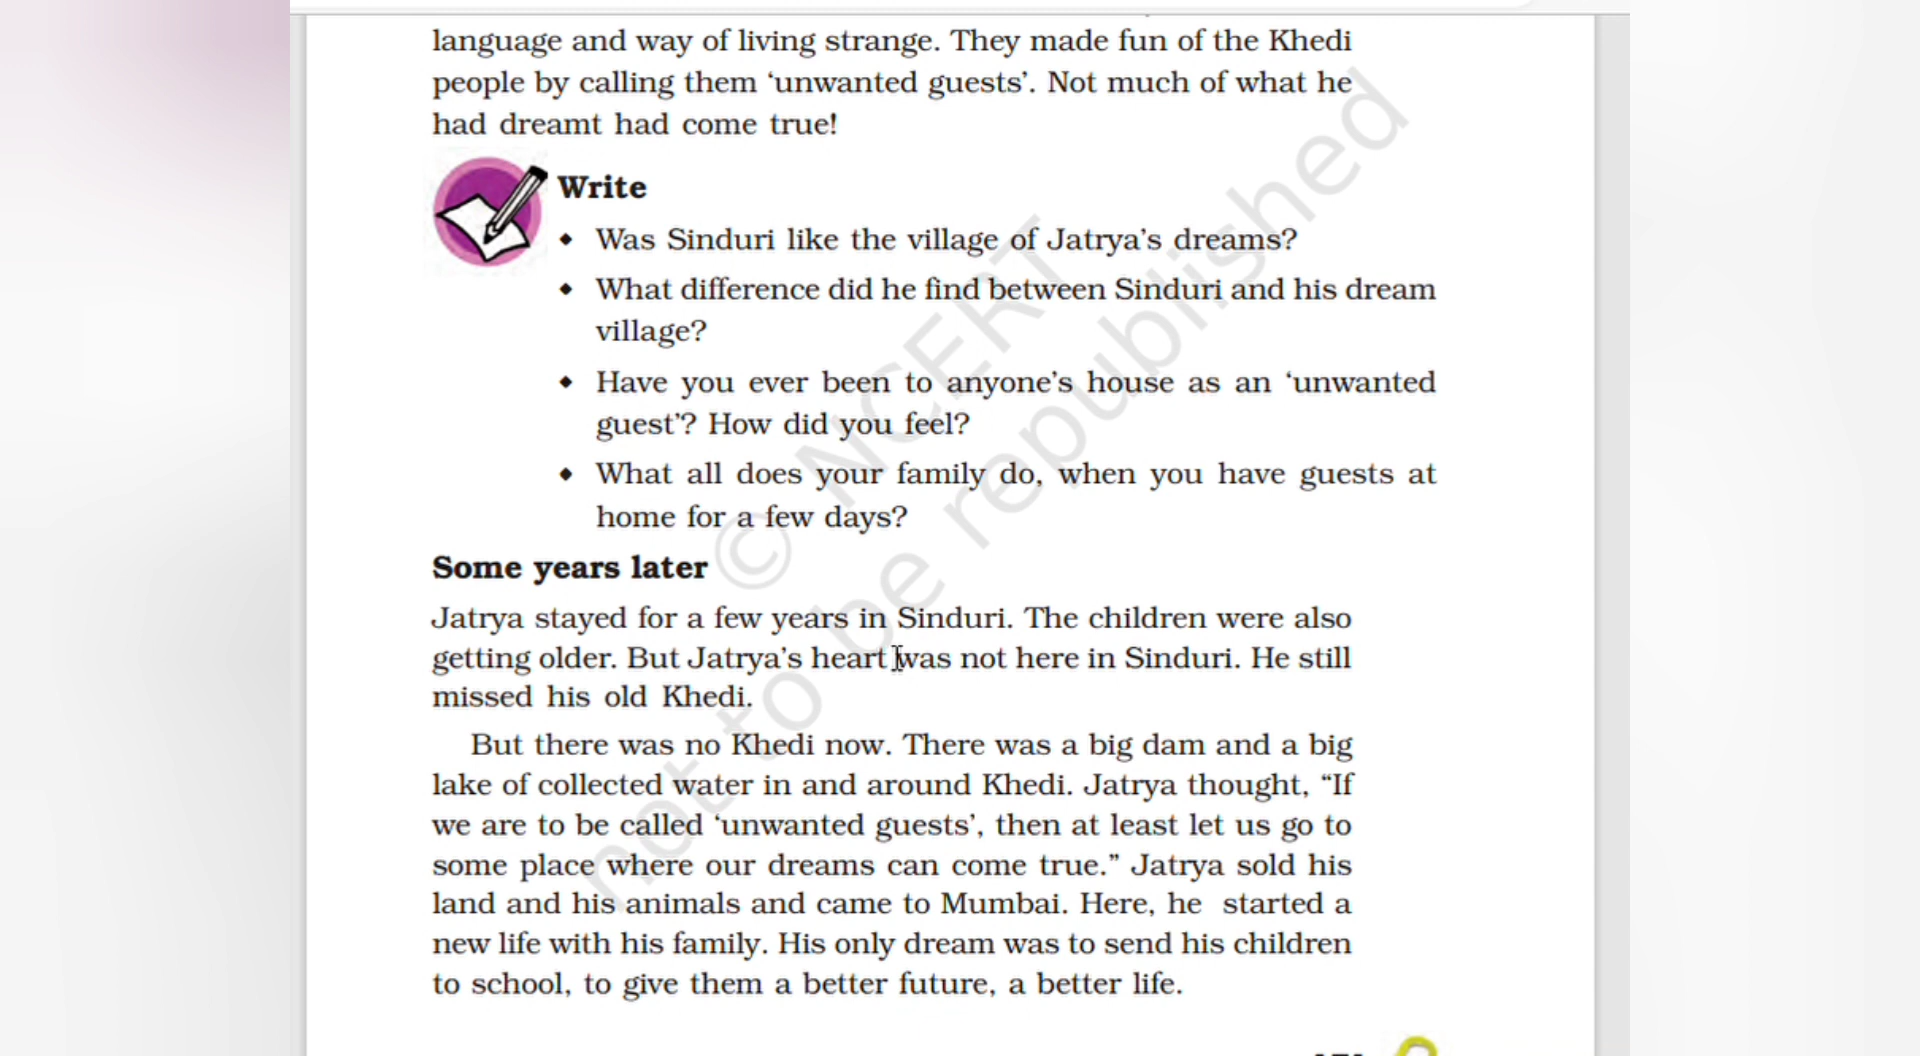 language and way of living strange. They made fun of the Khedi
people by calling them ‘unwanted guests’. Not much of what he
had dreamt had come true!
Write
◆ Was Sinduri like the village of Jatrya’s dreams?
◆ What difference did he find between Sinduri and his dream
village?
◆ Have you ever been to anyone’s house as an ‘unwanted
guest’? How did you feel?
◆ What all does your family do, when you have guests at
home for a few days?
Some years later
Jatrya stayed for a few years in Sinduri. The children were also
getting older. But Jatrya’s heart was not here in Sinduri. He still
missed his old Khedi.
But there was no Khedi now. There was a big dam and a big
lake of collected water in and around Khedi. Jatrya thought, “If
we are to be called ‘unwanted guests’, then at least let us go to
some place where our dreams can come true.” Jatrya sold his
land and his animals and came to Mumbai. Here, he started a
new life with his family. His only dream was to send his children
to school, to give them a better future, a better life.
© NCERT
not to be republished